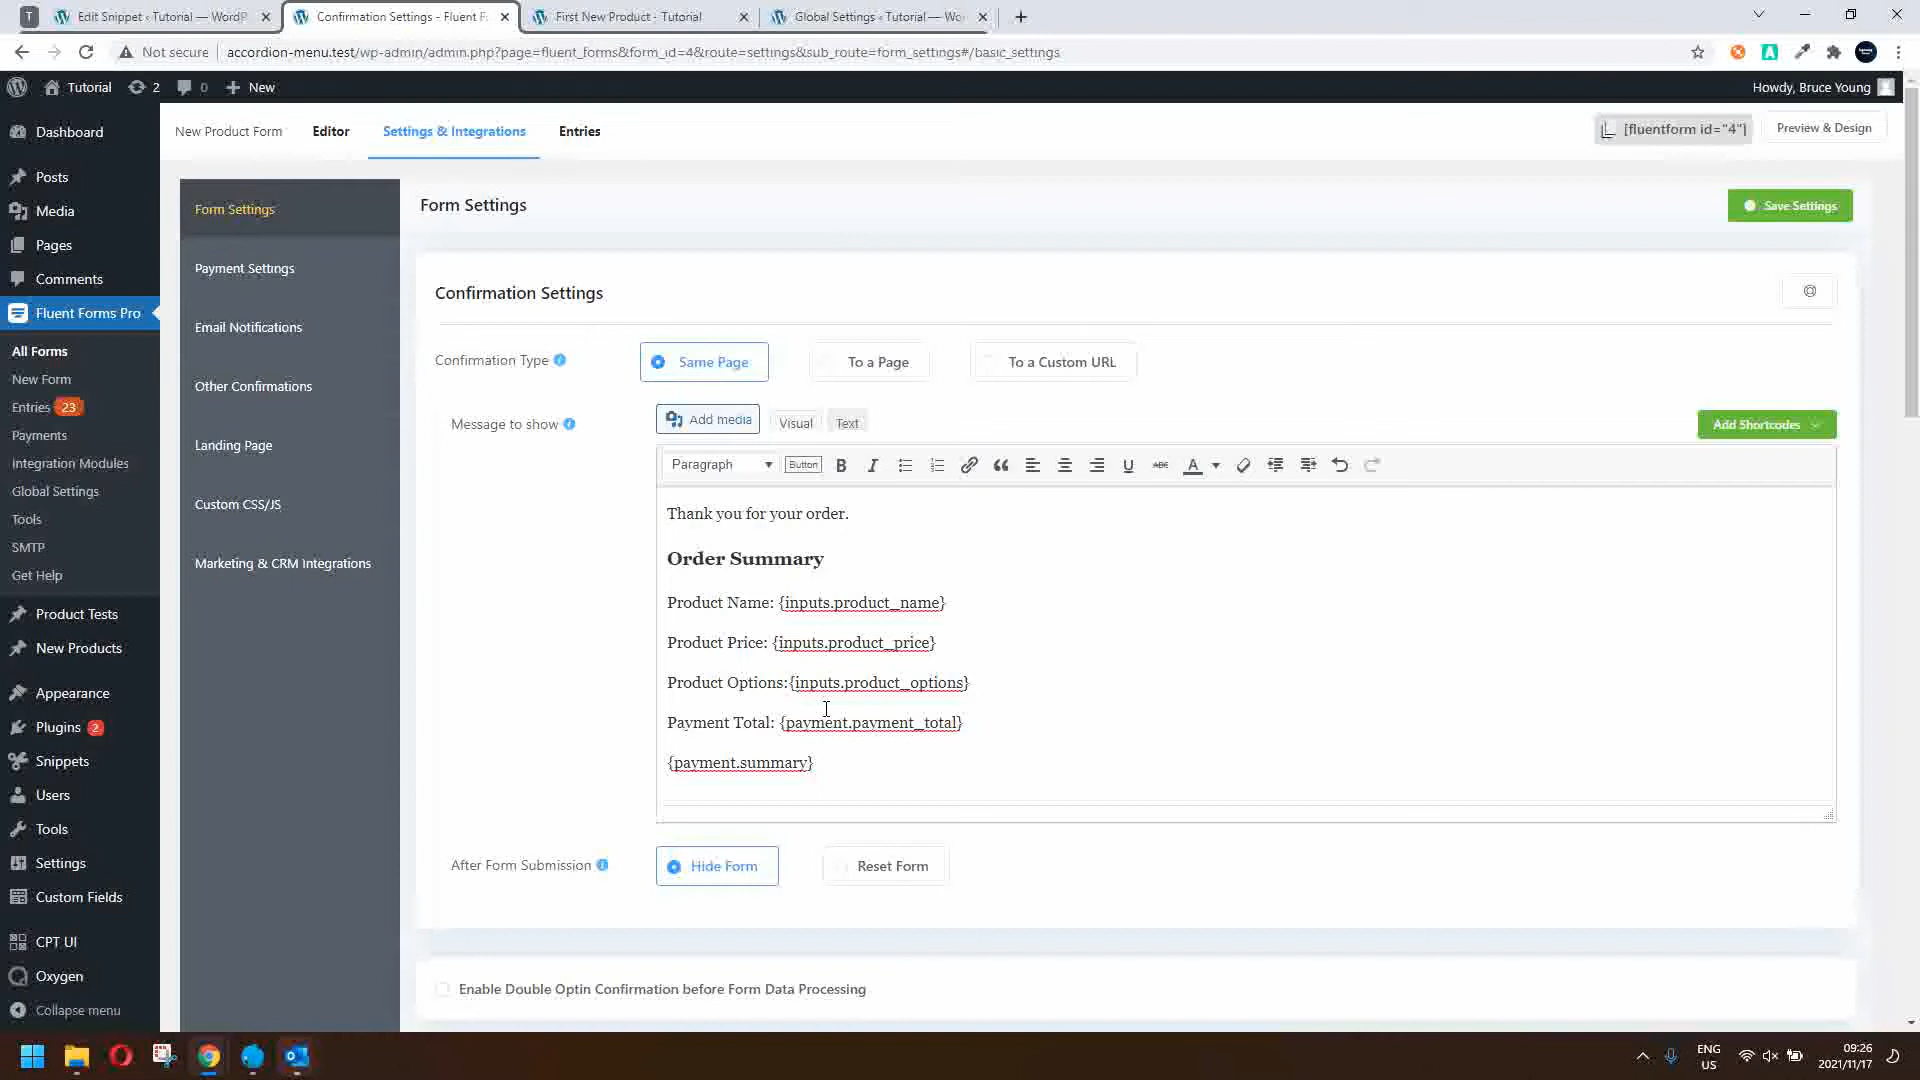 Edit Snippet ‹ Tutorial — WordP
Confirmation Settings - Fluent F
First New Product - Tutorial
Global Settings ‹ Tutorial — Wo
Not secure
accordion-menu.test/wp-admin/admin.php?page=fluent_forms&form_id=4&route=settings&sub_route=form_settings#/basic_settings
Tutorial
2
0
New
Howdy, Bruce Young
Dashboard
Posts
Media
Pages
Comments
Fluent Forms Pro
All Forms
New Form
Entries 23
Payments
Integration Modules
Global Settings
Tools
SMTP
Get Help
Product Tests
New Products
Appearance
Plugins 2
Snippets
Users
Tools
Settings
Custom Fields
CPT UI
Oxygen
Collapse menu
New Product Form
Editor
Settings & Integrations
Entries
[fluentform id="4"]
Preview & Design
Form Settings
Payment Settings
Email Notifications
Other Confirmations
Landing Page
Custom CSS/JS
Marketing & CRM Integrations
Form Settings
Save Settings
Confirmation Settings
Confirmation Type
Same Page
To a Page
To a Custom URL
Message to show
Add media
Visual
Text
Add Shortcodes
Paragraph
Button
B
I
U
ABC
A
Thank you for your order.
Order Summary
Product Name: {inputs.product_name}
Product Price: {inputs.product_price}
Product Options:{inputs.product_options}
Payment Total: {payment.payment_total}
{payment.summary}
After Form Submission
Hide Form
Reset Form
Enable Double Optin Confirmation before Form Data Processing
ENG
US
09:26
2021/11/17